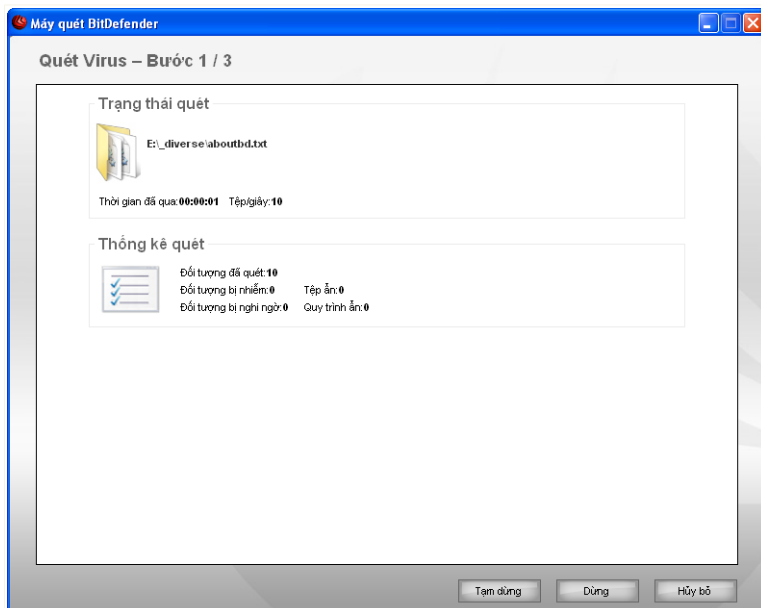 Máy quét BitDefender
Quét Virus – Bước 1 / 3
Trạng thái quét
E:\_diverse\aboutbd.txt
Thời gian đã qua:00:00:01 Tệp/giây:10
Thống kê quét
Đối tượng đã quét:10
Đối tượng bị nhiễm:0 Tệp ẩn:0
Đối tượng bị nghi ngờ:0 Quy trình ẩn:0
Tạm dừng Dừng Hủy bỏ